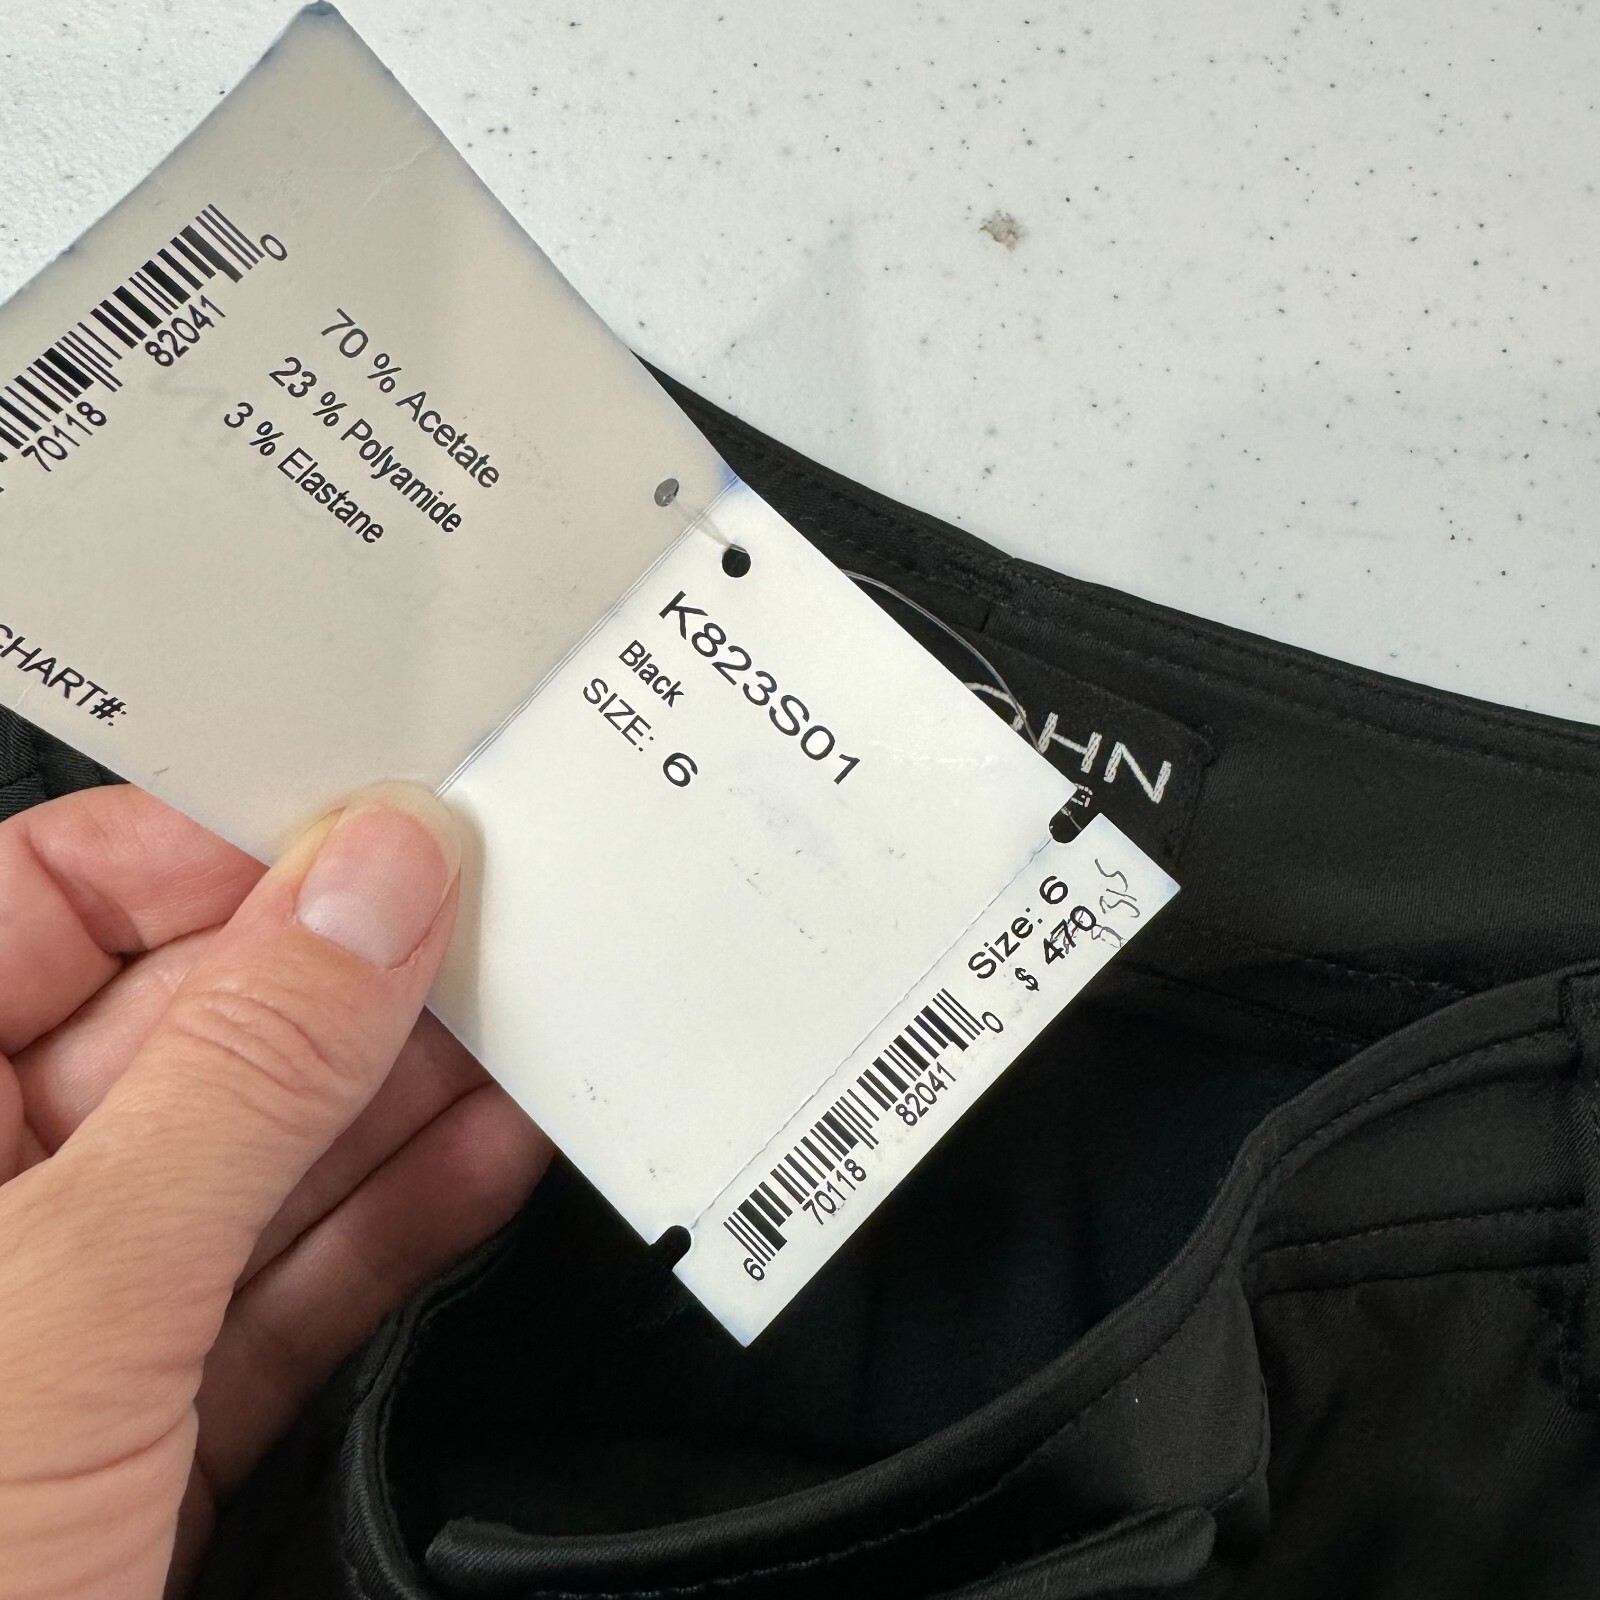 82041
0
70118
70 % Acetate
23 % Polyamide
3 % Elastane
CHART#:
K823S01
Black
SIZE: 6
OHN
Size: 6
$ 470
6
70118
82041
0